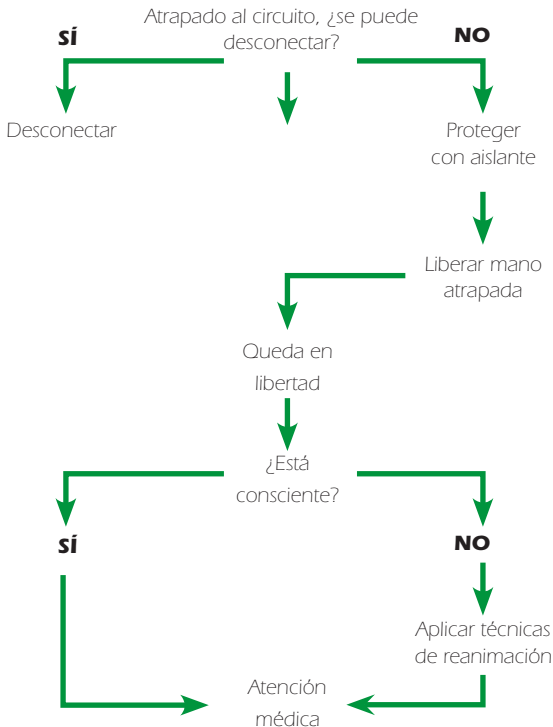 Atrapado al circuito, ¿se puede
desconectar?
SÍ
NO
Desconectar
Proteger
con aislante
Liberar mano
atrapada
Queda en
libertad
¿Está
consciente?
SÍ
NO
Aplicar técnicas
de reanimación
Atención
médica